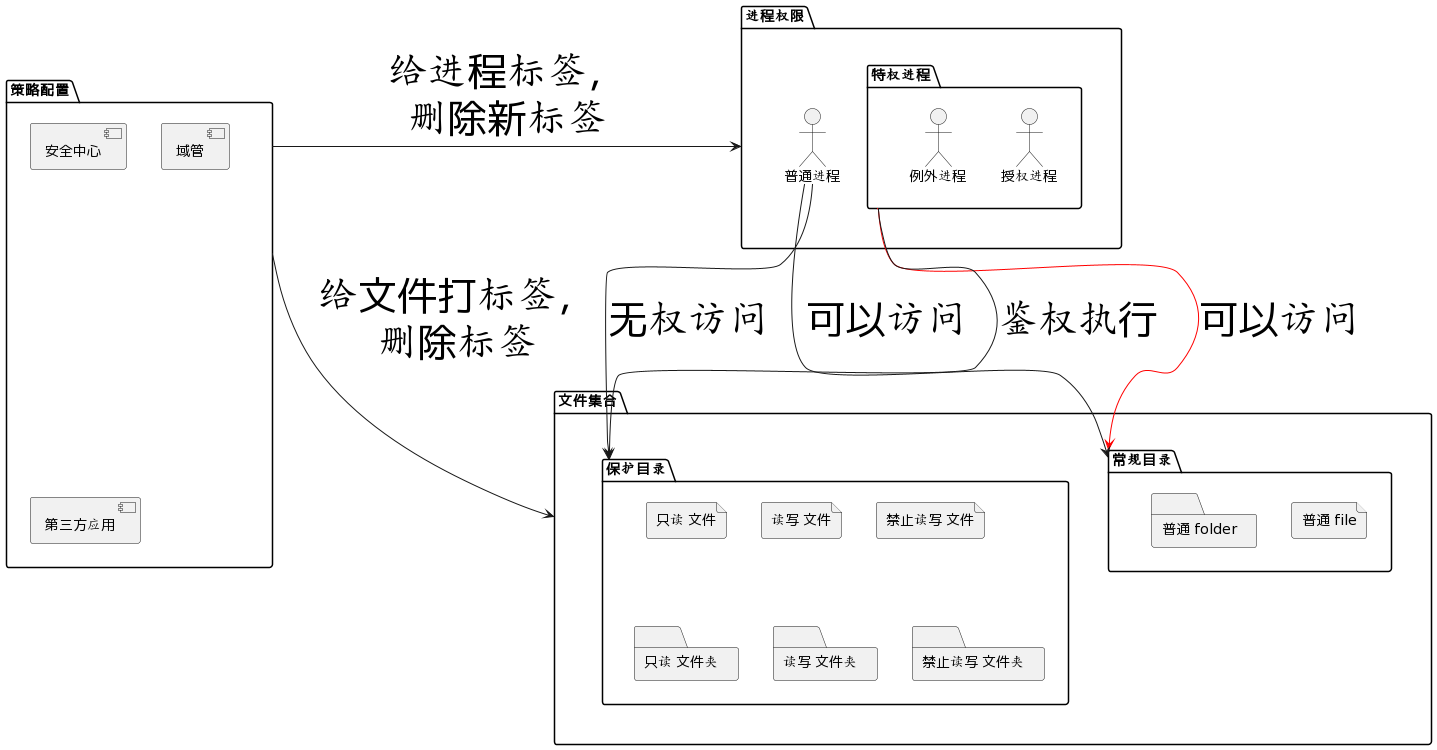 进程权限
给进程标签,
删除新标签
特权进程
策略配置
安全中心
域管
普通进程
例外进程
授权进程
给文件打标签,
删除标签
无权访问
可以访问
鉴权执行
可以访问
文件集合
保护目录
常规目录
只读 文件
读写 文件
禁止读写 文件
普通 folder
普通 file
第三方应用
只读 文件夹
读写 文件夹
禁止读写 文件夹